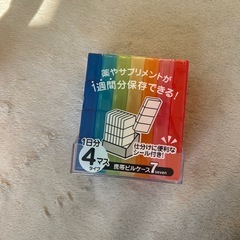 薬やサプリメントが
1週間分保存できる!
1日分
4マス
タイプ
仕分けに便利な
シール付き!
携帯ピルケース7
seven